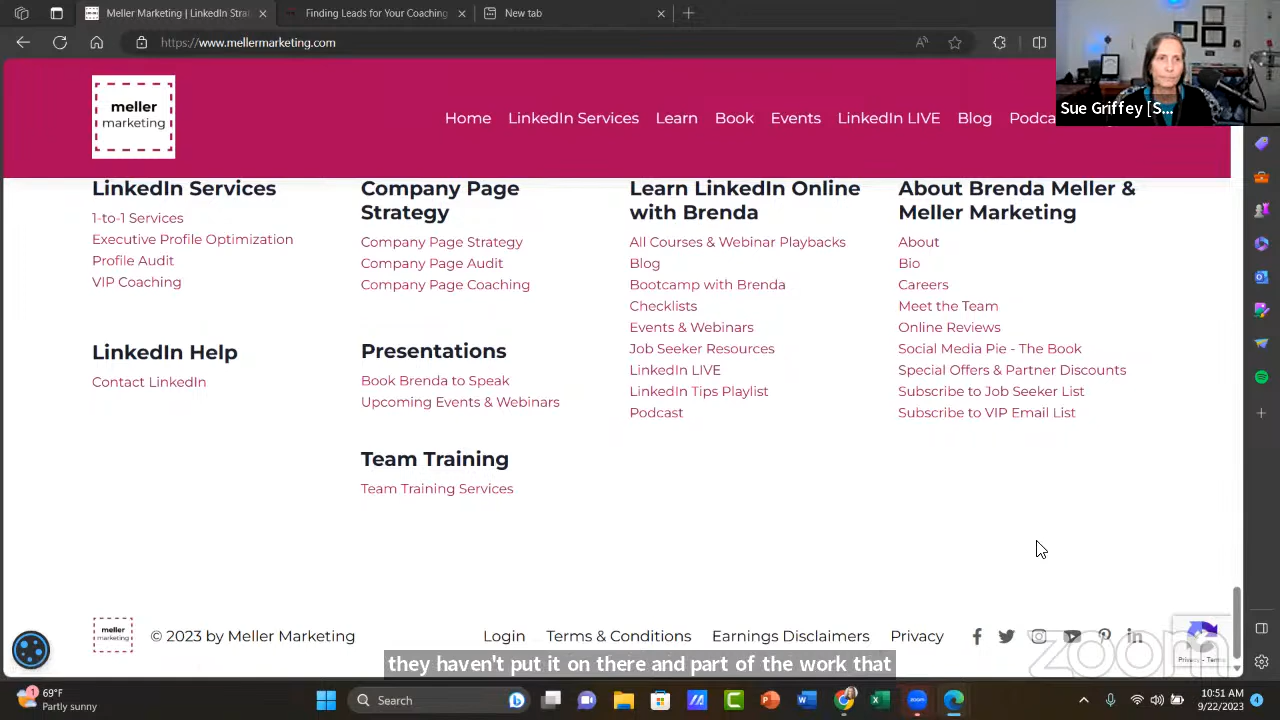 Meller Marketing | LinkedIn Stra
Finding Leads for Your Coaching
New tab
https://www.mellermarketing.com
meller
marketing
Home LinkedIn Services Learn Book Events LinkedIn LIVE Blog
Sue Griffey [S...
LinkedIn Services
1-to-1 Services
Executive Profile Optimization
Profile Audit
VIP Coaching
LinkedIn Help
Contact LinkedIn
Company Page
Strategy
Company Page Strategy
Company Page Audit
Company Page Coaching
Presentations
Book Brenda to Speak
Upcoming Events & Webinars
Team Training
Team Training Services
Learn LinkedIn Online
with Brenda
All Courses & Webinar Playbacks
Blog
Bootcamp with Brenda
Checklists
Events & Webinars
Job Seeker Resources
LinkedIn LIVE
LinkedIn Tips Playlist
Podcast
About Brenda Meller &
Meller Marketing
About
Bio
Careers
Meet the Team
Online Reviews
Social Media Pie - The Book
Special Offers & Partner Discounts
Subscribe to Job Seeker List
Subscribe to VIP Email List
meller
marketing
© 2023 by Meller Marketing
Login Terms & Conditions Earnings Disclaimers Privacy
Privacy - Terms
zoom
they haven't put it on there and part of the work that
69°F
Partly sunny
Search
10:51 AM
9/22/2023